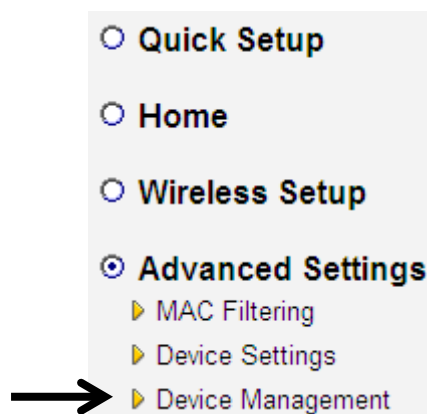 Quick Setup
Home
Wireless Setup
Advanced Settings
MAC Filtering
Device Settings
Device Management